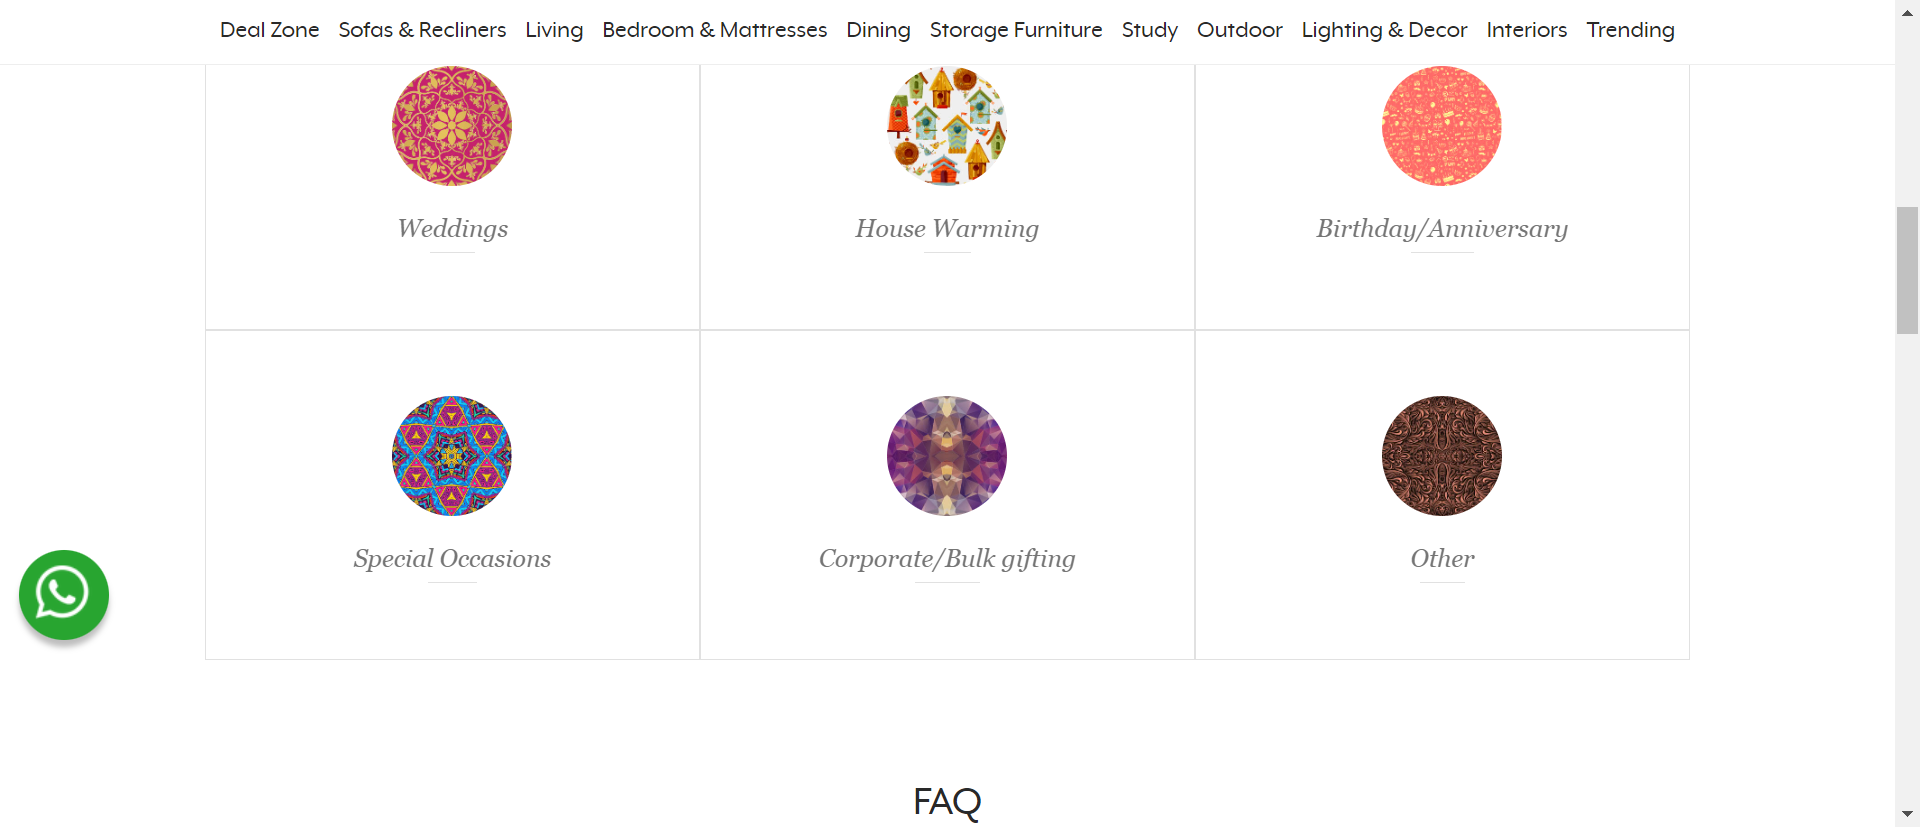 Deal Zone Sofas & Recliners Living Bedroom & Mattresses Dining Storage Furniture Study Outdoor Lighting & Decor Interiors Trending
Weddings House Warming Birthday/Anniversary
Special Occasions Corporate/Bulk gifting Other
FAQ